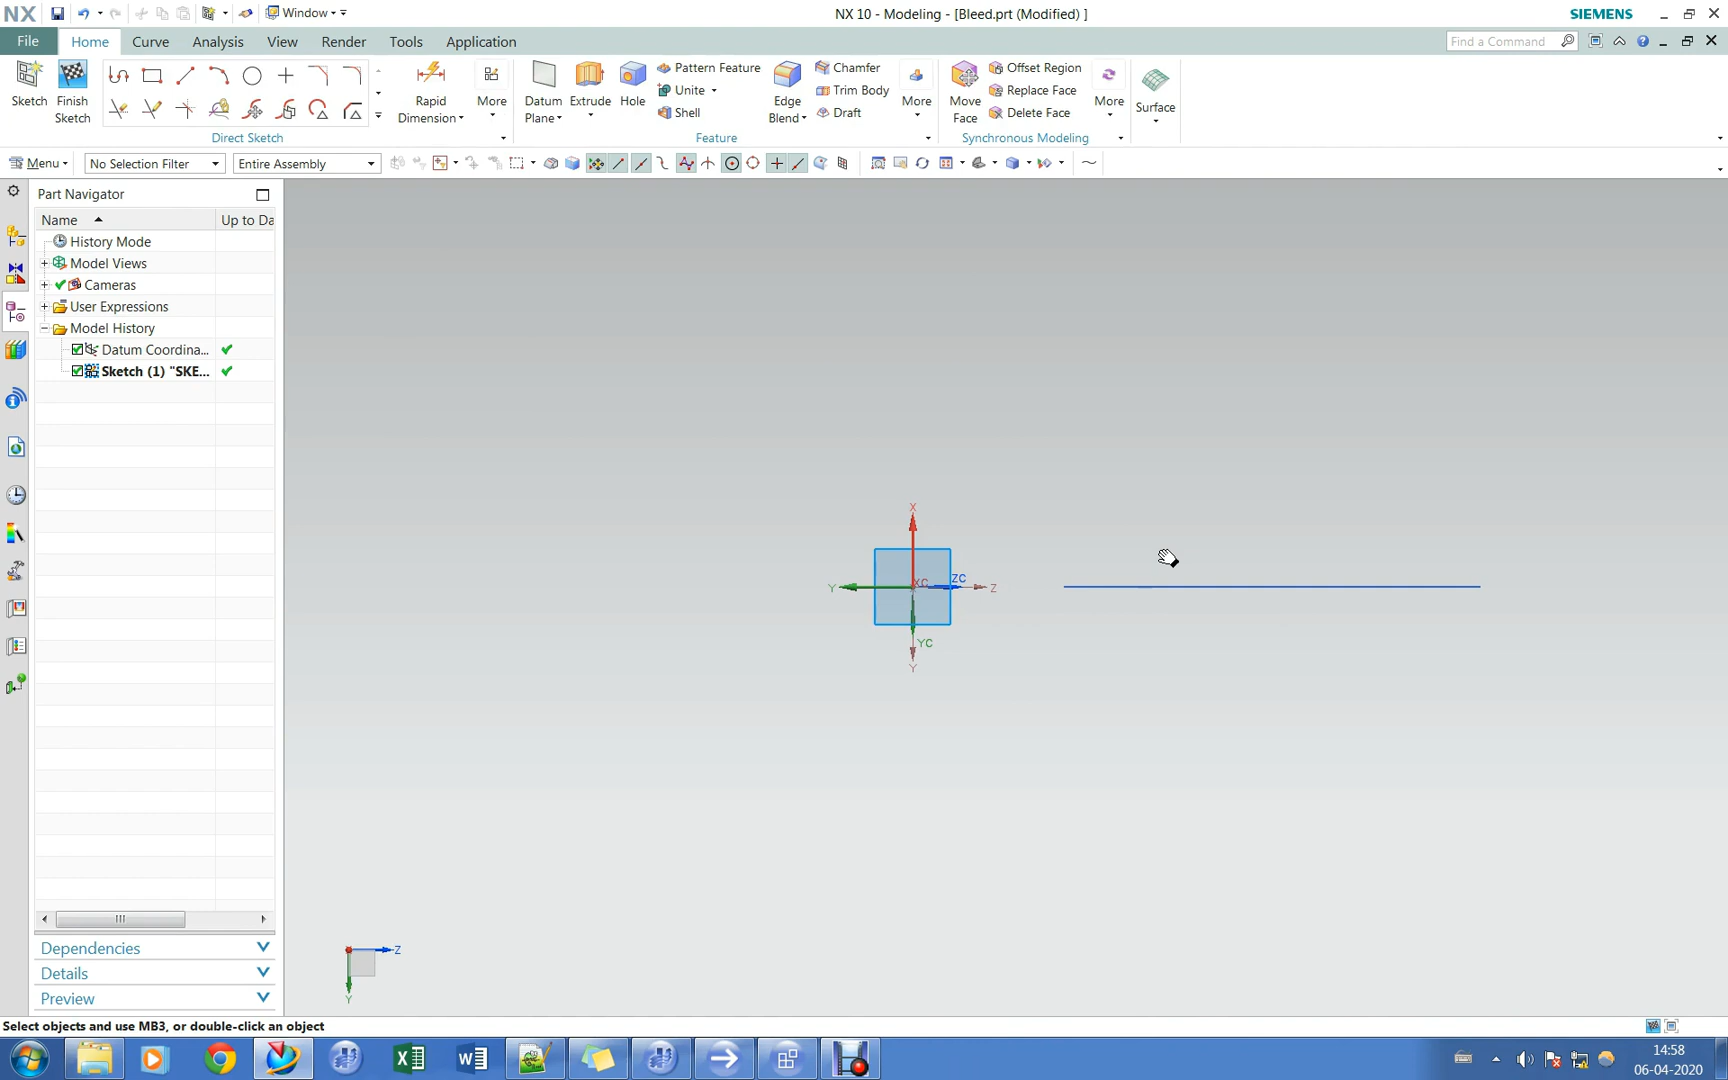 NX Window NX 10 - Modeling - [Bleed.prt (Modified) ] SIEMENS
File Home Curve Analysis View Render Tools Application Find a Command
Sketch Finish Sketch Rapid Dimension More Datum Plane Extrude Hole Pattern Feature Unite Shell Edge Blend Chamfer Trim Body Draft More Move Face Offset Region Replace Face Delete Face More Surface
Direct Sketch Feature Synchronous Modeling
Menu No Selection Filter Entire Assembly
Part Navigator
Name Up to Da
History Mode
Model Views
Cameras
User Expressions
Model History
Datum Coordina...
Sketch (1) "SKE...
X
Y XC ZC Z
YC
Y
Dependencies
Details
Preview
Z
Y
Select objects and use MB3, or double-click an object
14:58
06-04-2020